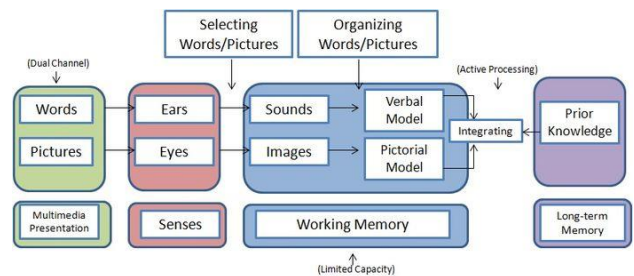 Selecting
Words/Pictures
Organizing
Words/Pictures
(Dual Channel)
(Active Processing)
Words
Ears
Sounds
Verbal
Model
Integrating
Prior
Knowledge
Pictures
Eyes
Images
Pictorial
Model
Multimedia
Presentation
Senses
Working Memory
Long-term
Memory
(Limited Capacity)